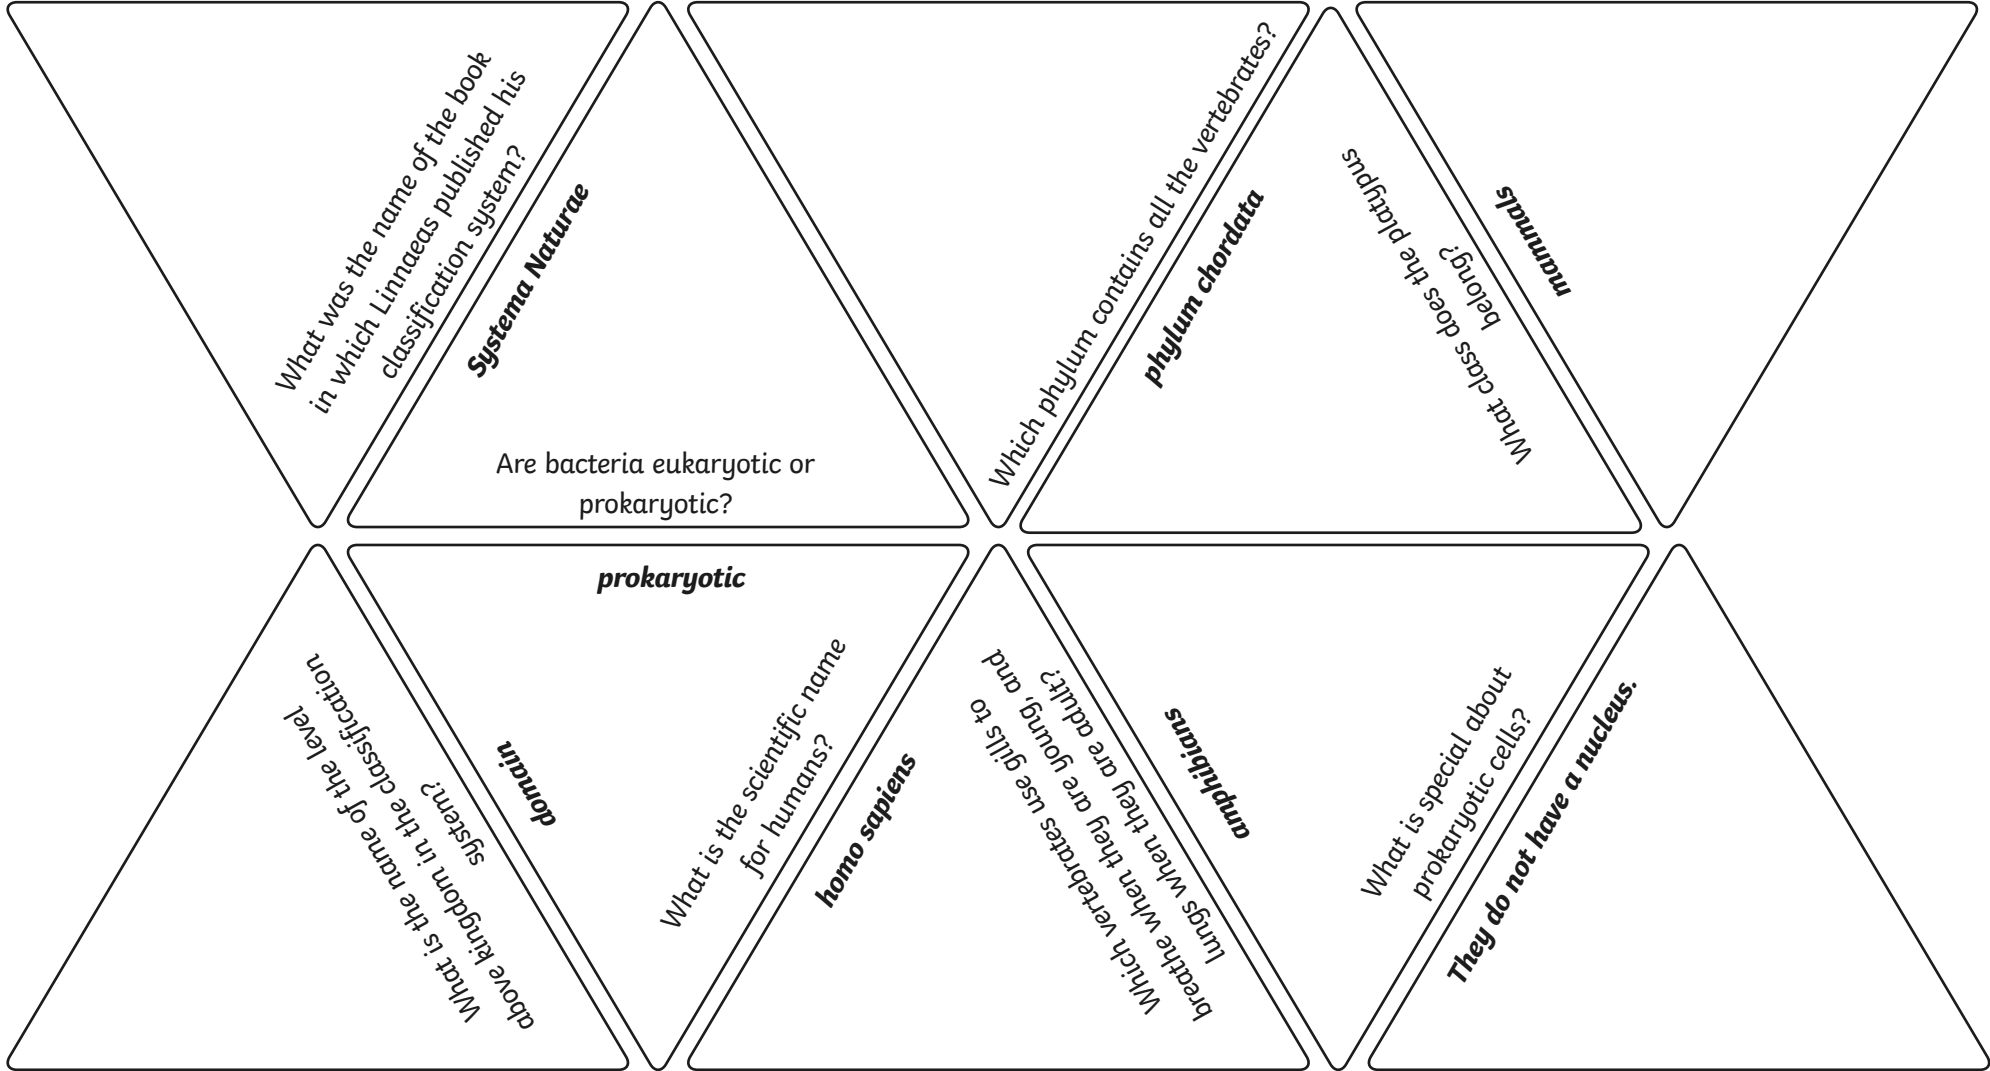 What was the name of the book
in which Linnaeas published his
classification system?
Systema Naturae
Are bacteria eukaryotic or
prokaryotic?
Which phylum contains all the vertebrates?
phylum chordata
What class does the platypus
belong?
mammals
What is the name of the level
above kingdom in the classification
system?
domain
prokaryotic
What is the scientific name
for humans?
homo sapiens
Which vertebrates use gills to
breathe when they are young, and
lungs when they are adult?
amphibians
What is special about
prokaryotic cells?
They do not have a nucleus.